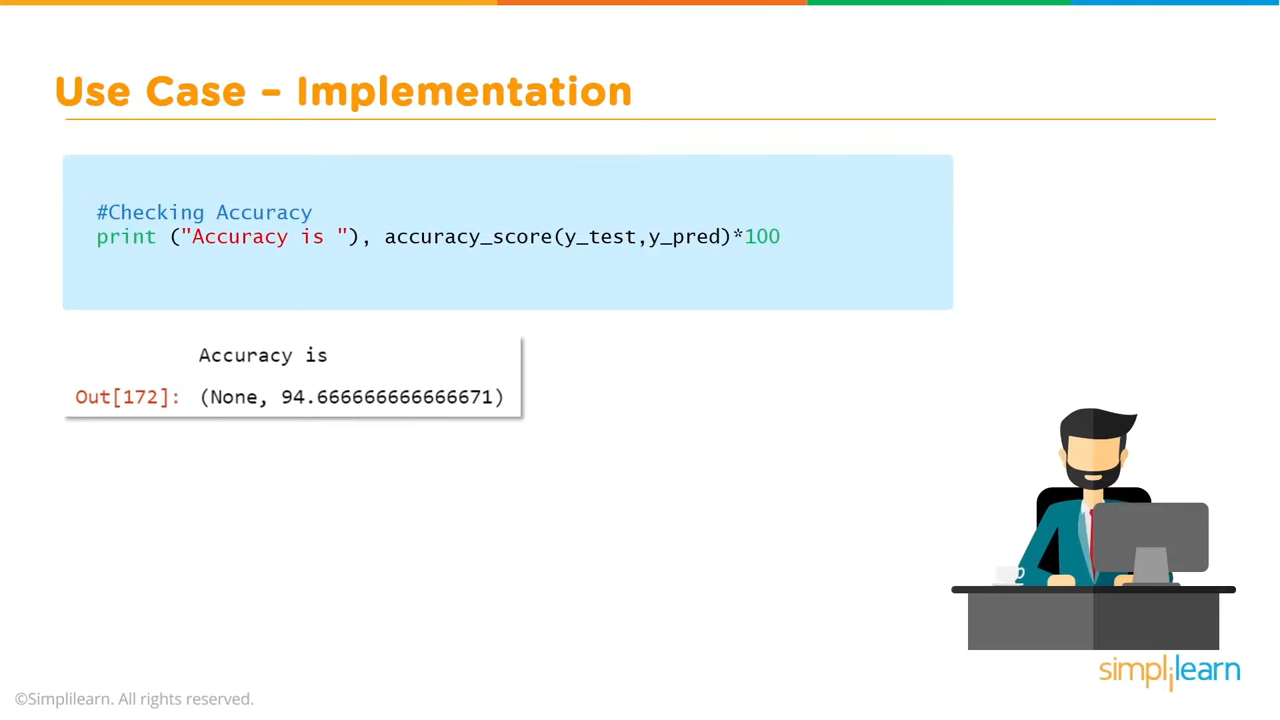 Use Case – Implementation
#Checking Accuracy
print ("Accuracy is "), accuracy_score(y_test,y_pred)*100
Accuracy is
Out[172]: (None, 94.666666666666671)
simplilearn
©Simplilearn. All rights reserved.